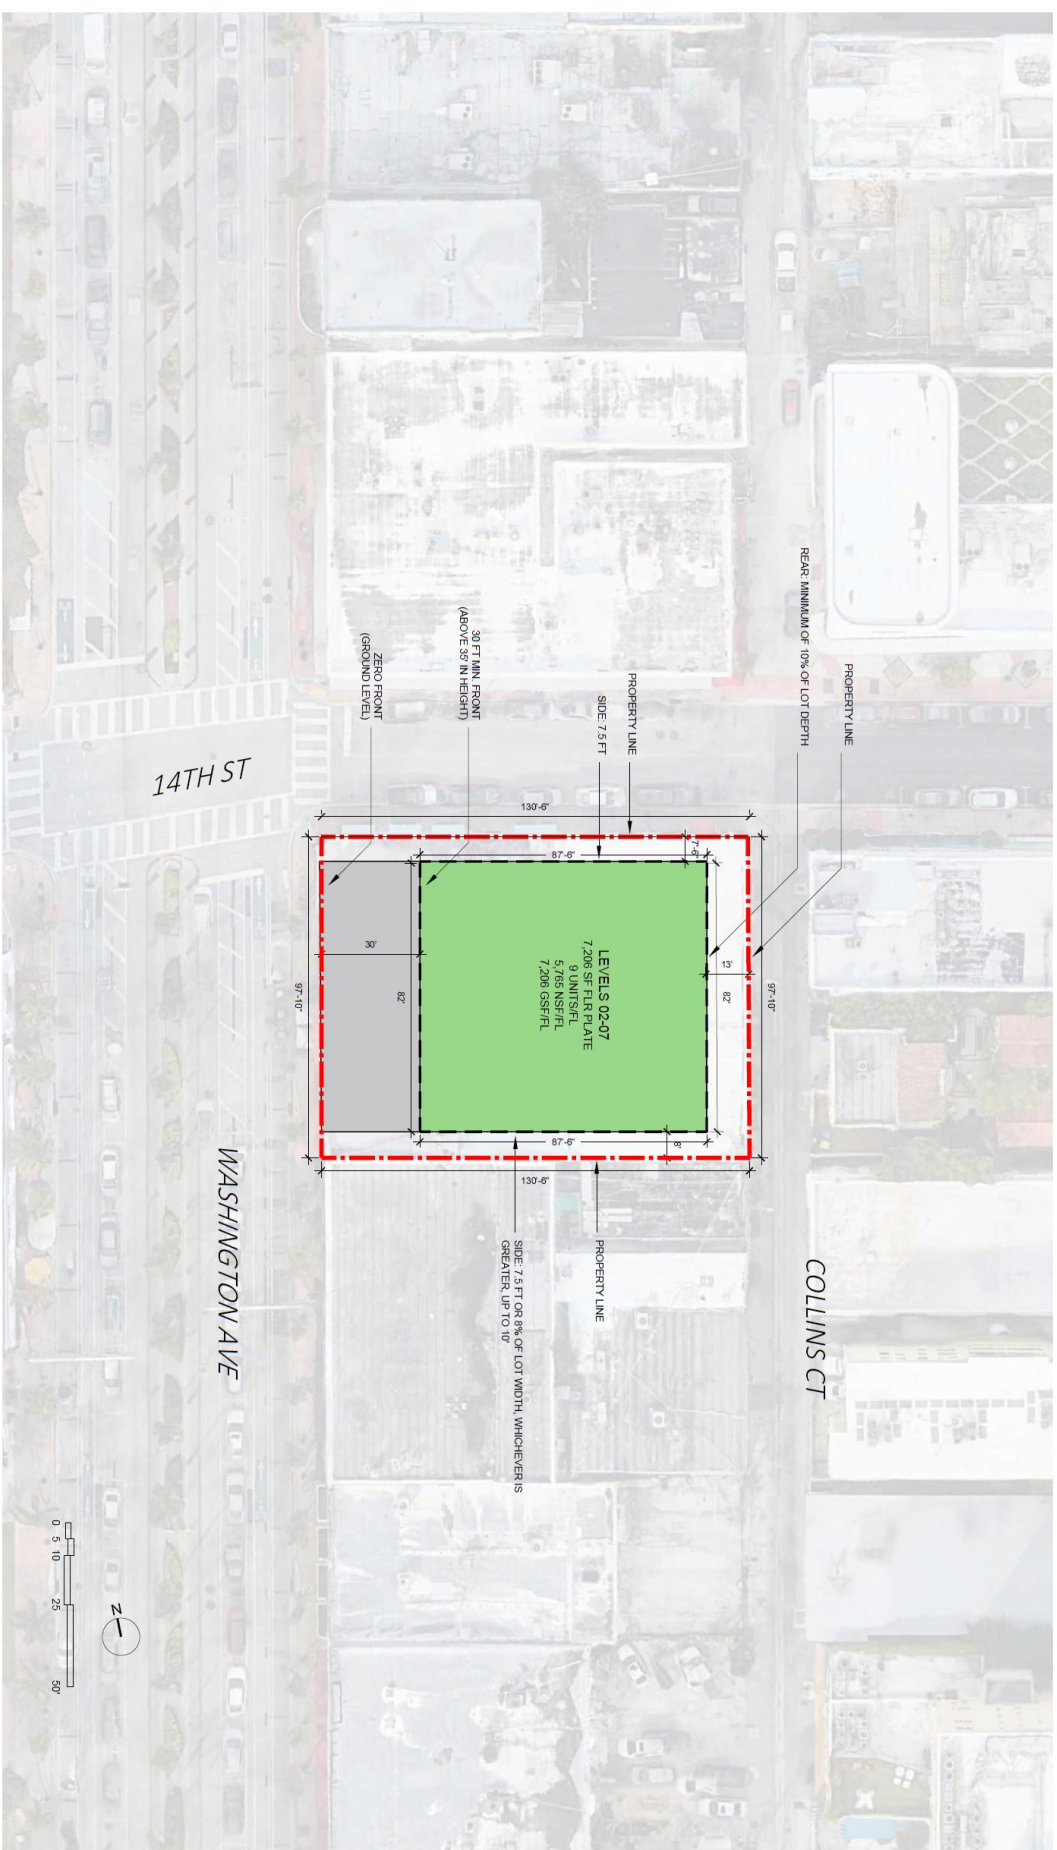 REAR: MINIMUM OF 10% OF LOT DEPTH
PROPERTY LINE
30 FT MIN. FRONT
(ABOVE 35' IN HEIGHT)
ZERO FRONT
(GROUND LEVEL)
PROPERTY LINE
SIDE: 7.5 FT
14TH ST
130'-6"
7'-6"
87'-6"
LEVELS 02-07
7,206 SF FLR PLATE
9 UNITS/FL
5,765 NSF/FL
7,206 GSF/FL
30'
13'
82'
82'
97'-10"
97'-10"
87'-6"
8'
130'-6"
SIDE: 7.5 FT OR 8% OF LOT WIDTH, WHICHEVER IS
GREATER, UP TO 10'
PROPERTY LINE
WASHINGTON AVE
COLLINS CT
0 5 10 25 50'
N